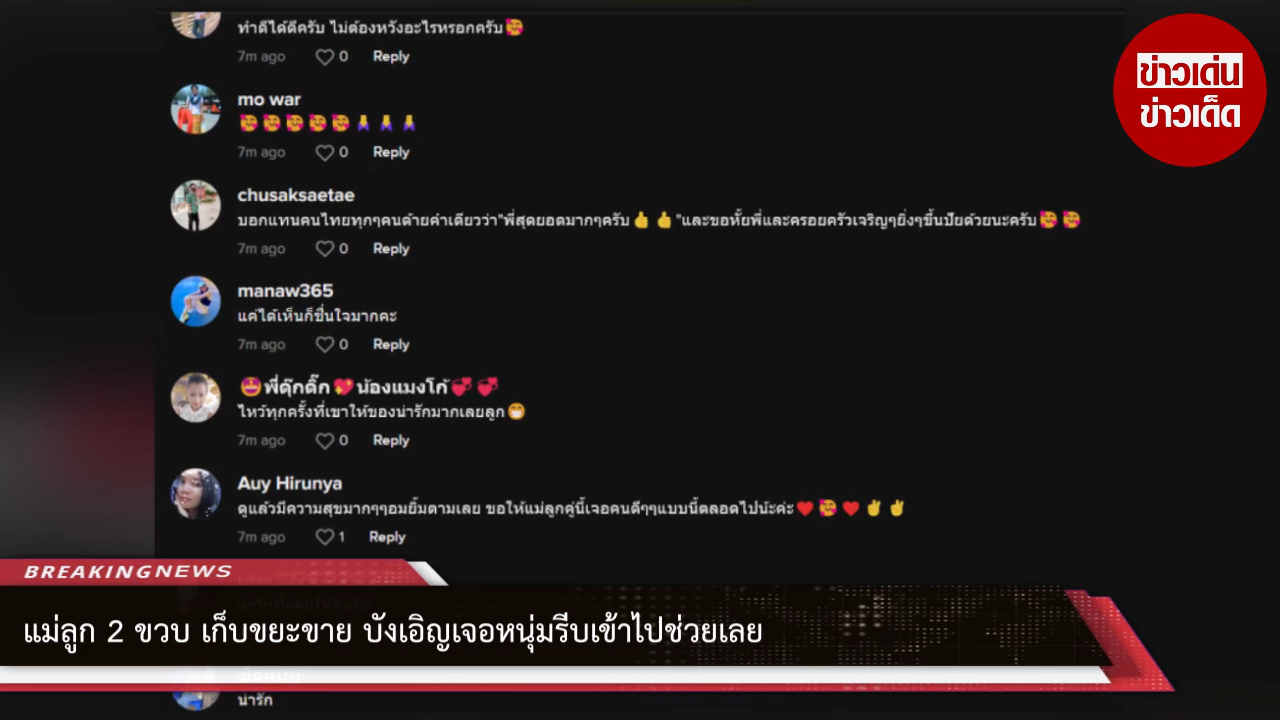 ทำดีได้ดีครับ ไม่ต้องหวังอะไรหรอกครับ🥰
7m ago 0 Reply
ข่าวเด่น
ข่าวเด็ด
mo war
🥰🥰🥰🥰🥰🙏🙏🙏
7m ago 0 Reply
chusaksaetae
บอกแทนคนไทยทุกๆคนด้ายคำเดียวว่า"พี่สุดยอดมากๆครับ👍👍"และขอหั้ยพี่และครอยครัวเจริญๆยิ่งๆขึ้นปัยด้วยนะครับ🥰🥰
7m ago 0 Reply
manaw365
แค่ได้เห็นก็ชื่นใจมากคะ
7m ago 0 Reply
🤩พี่ตุ๊กติ๊ก💖น้องแมงโก้💞💞
ไหว้ทุกครั้งที่เขาให้ของน่ารักมากเลยลูก😁
7m ago 0 Reply
Auy Hirunya
ดูแล้วมีความสุขมากๆๆอมยิ้มตามเลย ขอให้แม่ลูกคู่นี้เจอคนดีๆๆแบบนี้ตลอดไปน้ะค่ะ❤️🥰❤️✌️✌️
7m ago 1 Reply
BREAKINGNEWS
แม่ลูก 2 ขวบ เก็บขยะขาย บังเอิญเจอหนุ่มรีบเข้าไปช่วยเลย
น่ารัก